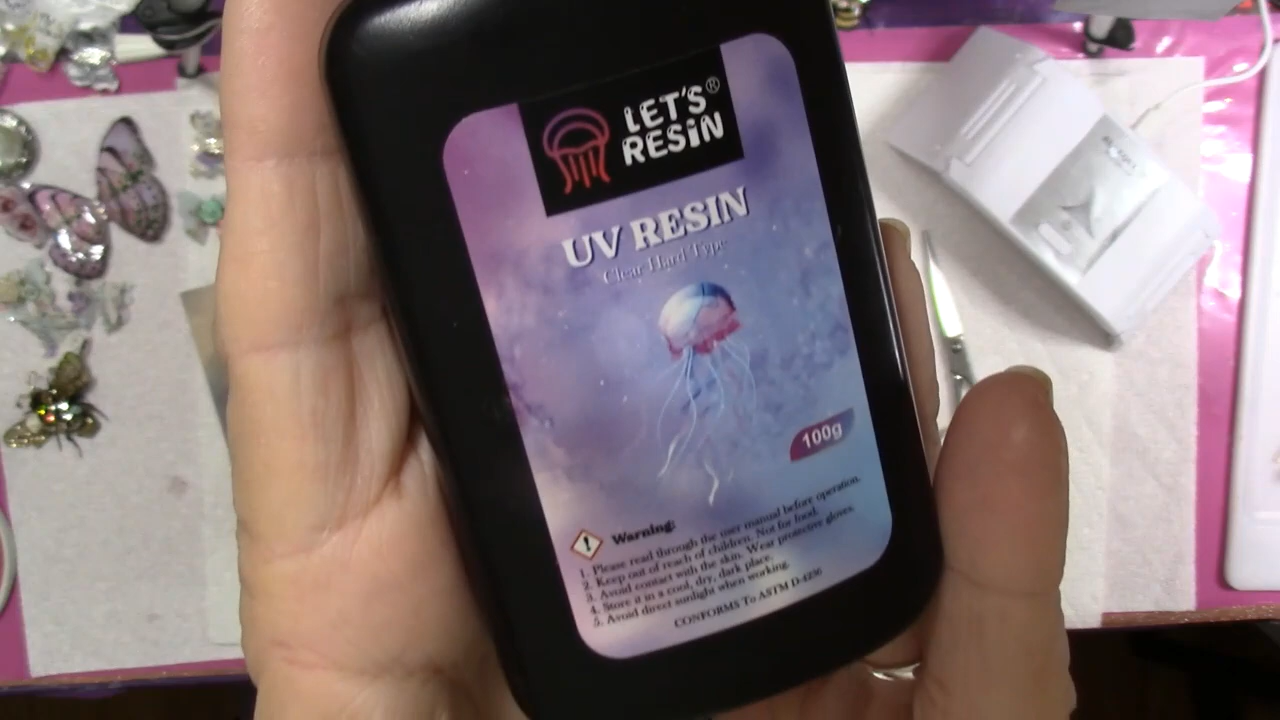 LET'S®
RESiN
UV RESIN
Clear Hard Type
100g
Warning:
1. Please read through the user manual before operation.
2. Keep out of reach of children. Not for food.
3. Avoid contact with the skin. Wear protective gloves.
4. Store it in a cool, dry, dark place.
5. Avoid direct sunlight when working.
CONFORMS To ASTM D-4236